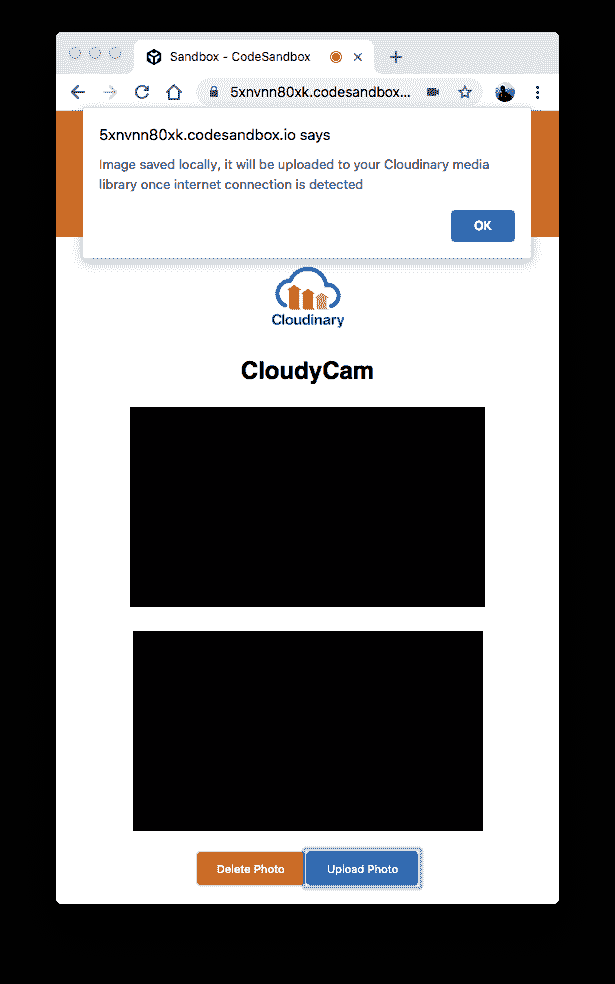 Sandbox - CodeSandbox
5xnvnn80xk.codesandbox...
5xnvnn80xk.codesandbox.io says
Image saved locally, it will be uploaded to your Cloudinary media
library once internet connection is detected
OK
Cloudinary
CloudyCam
Delete Photo
Upload Photo